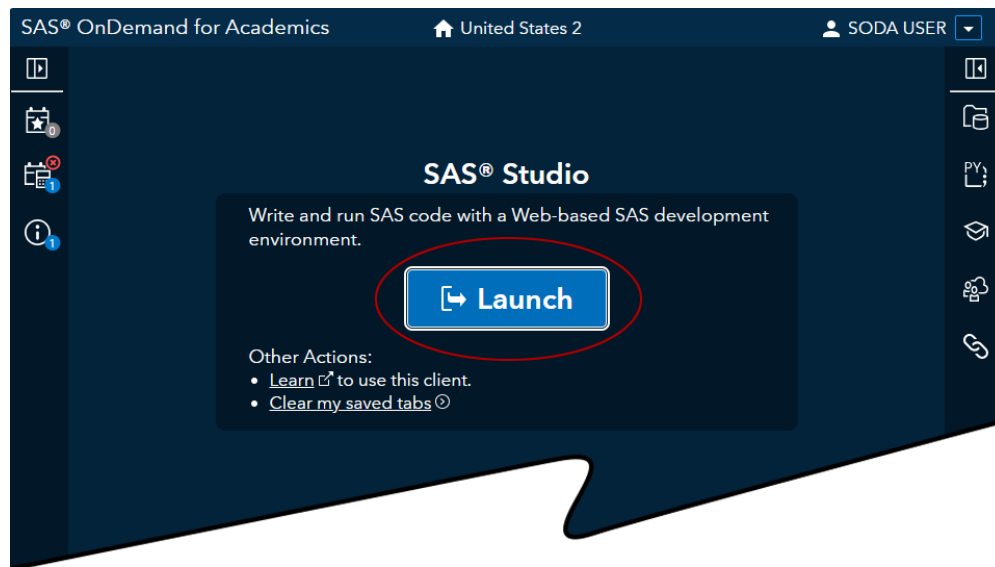 SAS® OnDemand for Academics
United States 2
SODA USER
0
1
1
PY
SAS® Studio
Write and run SAS code with a Web-based SAS development
environment.
Launch
Other Actions:
• Learn to use this client.
• Clear my saved tabs